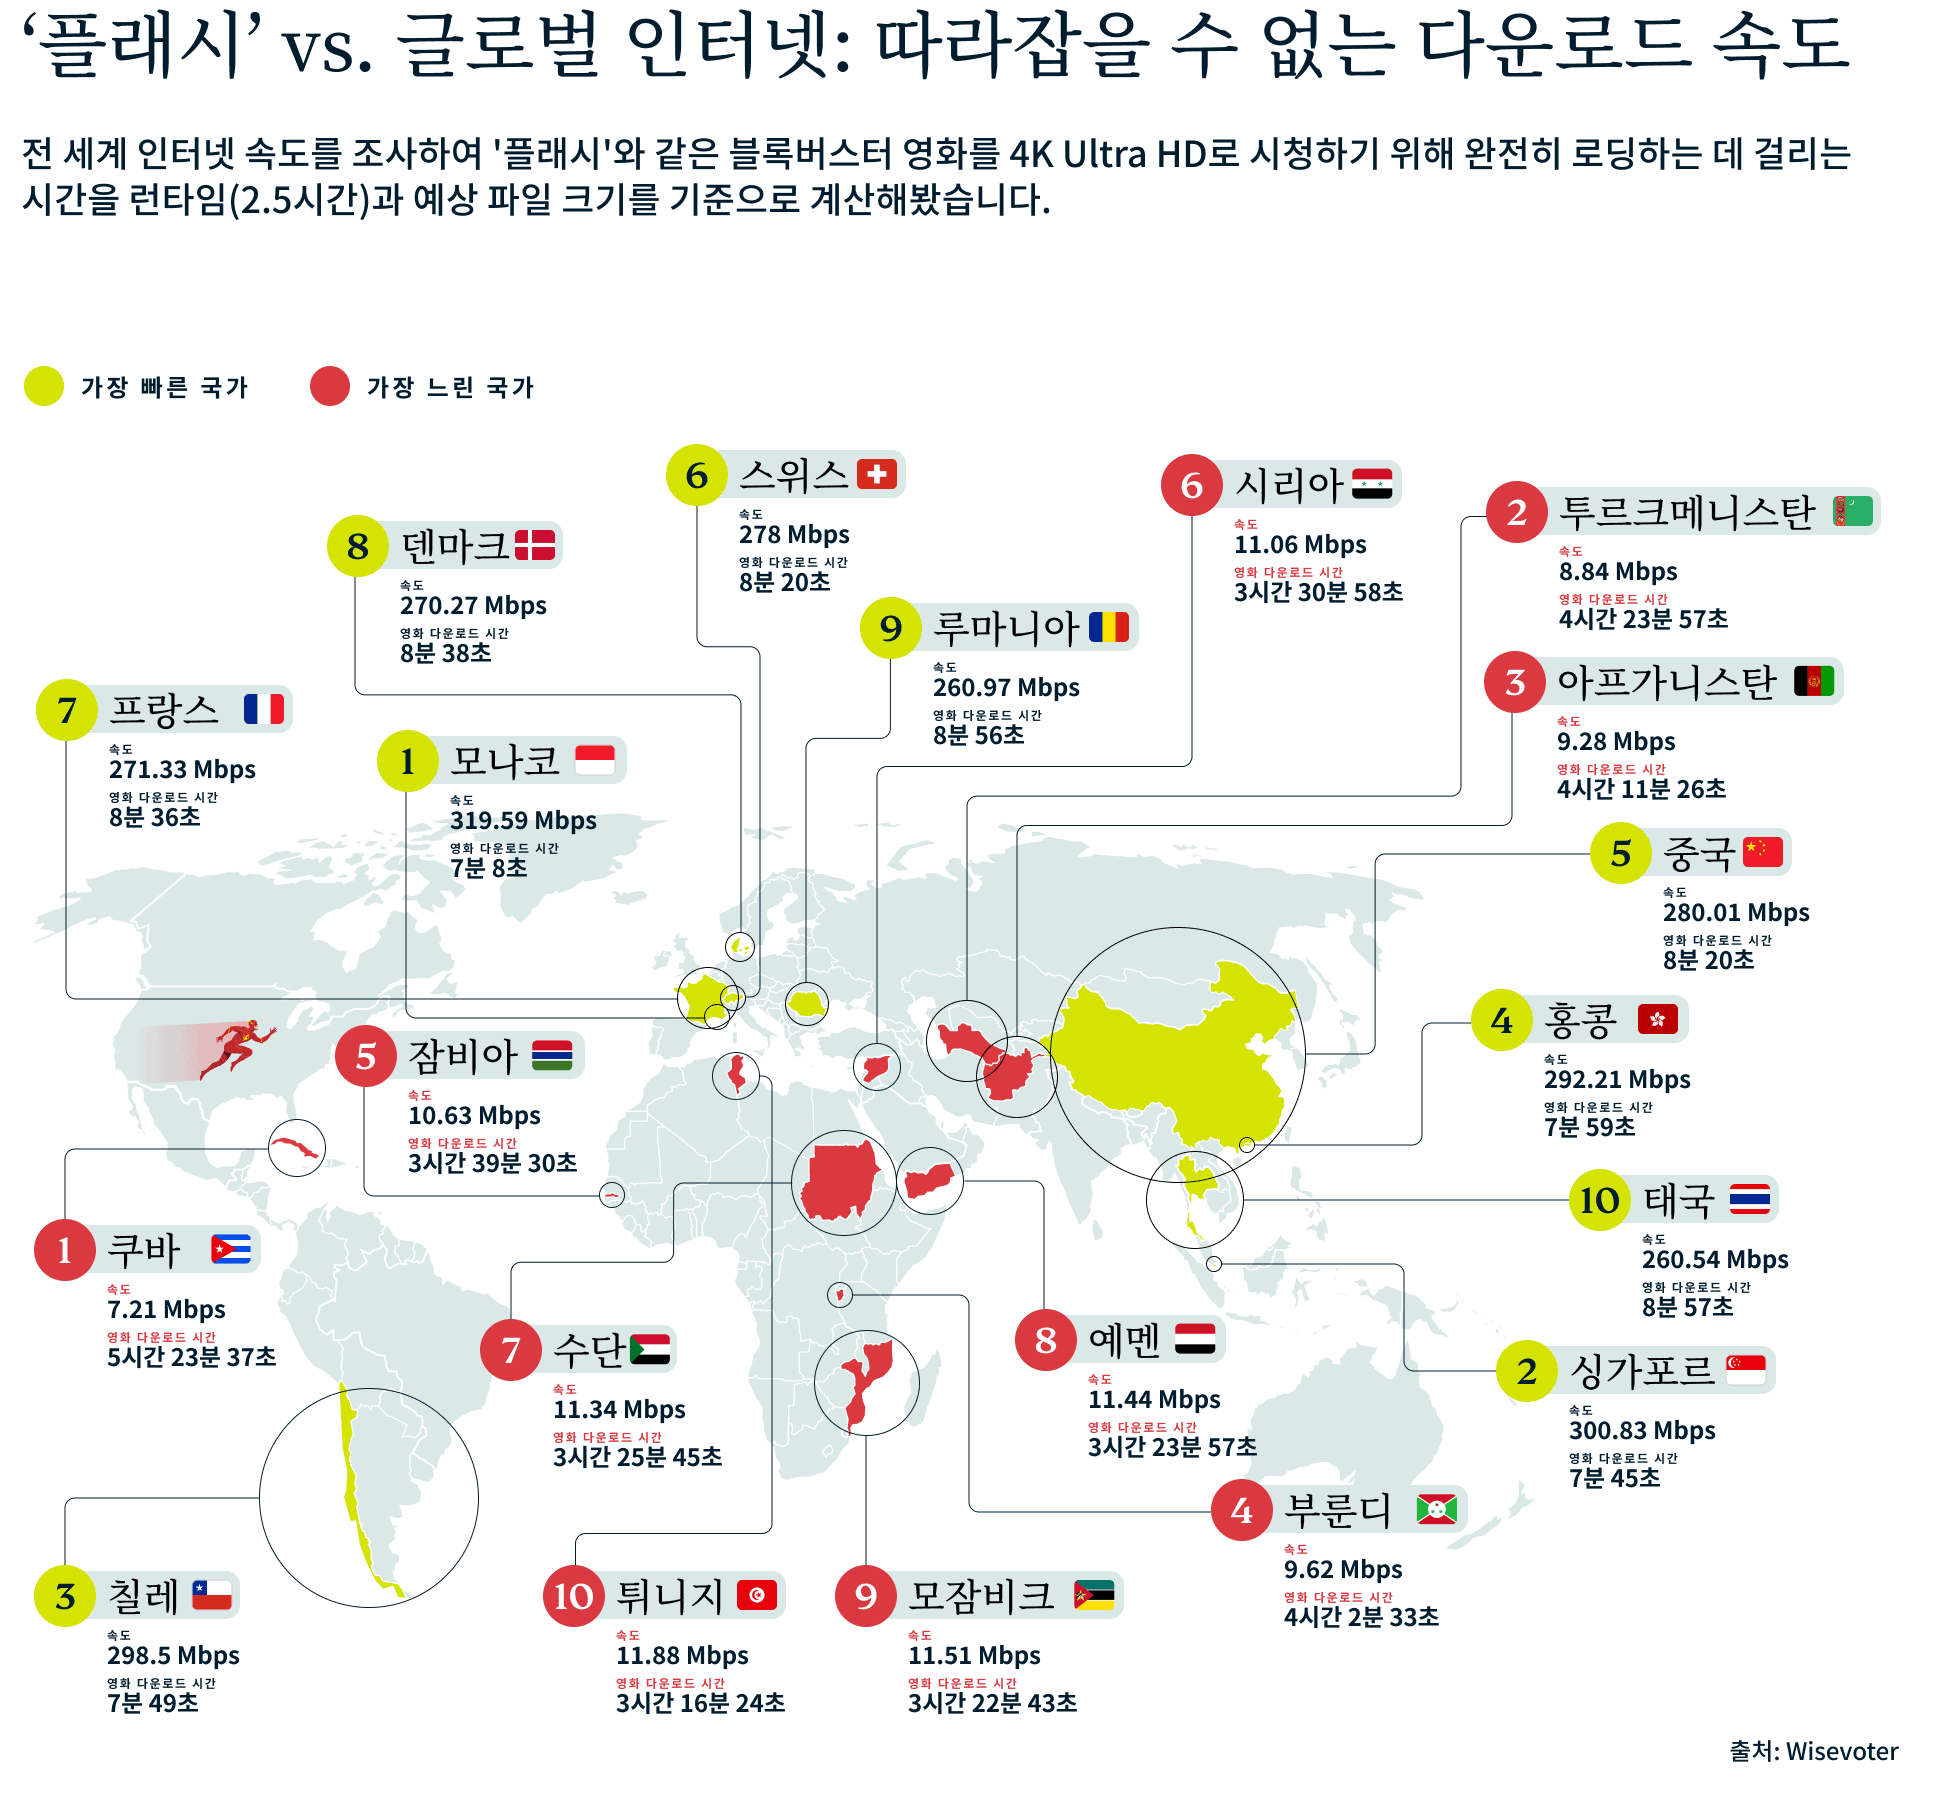 ‘플래시’ vs. 글로벌 인터넷: 따라잡을 수 없는 다운로드 속도
전 세계 인터넷 속도를 조사하여 '플래시'와 같은 블록버스터 영화를 4K Ultra HD로 시청하기 위해 완전히 로딩하는 데 걸리는
시간을 런타임(2.5시간)과 예상 파일 크기를 기준으로 계산해봤습니다.
가장 빠른 국가
가장 느린 국가
6 스위스
속도
278 Mbps
영화 다운로드 시간
8분 20초
6 시리아
속도
11.06 Mbps
영화 다운로드 시간
3시간 30분 58초
2 투르크메니스탄
속도
8.84 Mbps
영화 다운로드 시간
4시간 23분 57초
8 덴마크
속도
270.27 Mbps
영화 다운로드 시간
8분 38초
9 루마니아
속도
260.97 Mbps
영화 다운로드 시간
8분 56초
3 아프가니스탄
속도
9.28 Mbps
영화 다운로드 시간
4시간 11분 26초
7 프랑스
속도
271.33 Mbps
영화 다운로드 시간
8분 36초
1 모나코
속도
319.59 Mbps
영화 다운로드 시간
7분 8초
5 중국
속도
280.01 Mbps
영화 다운로드 시간
8분 20초
4 홍콩
속도
292.21 Mbps
영화 다운로드 시간
7분 59초
5 잠비아
속도
10.63 Mbps
영화 다운로드 시간
3시간 39분 30초
10 태국
속도
260.54 Mbps
영화 다운로드 시간
8분 57초
1 쿠바
속도
7.21 Mbps
영화 다운로드 시간
5시간 23분 37초
7 수단
속도
11.34 Mbps
영화 다운로드 시간
3시간 25분 45초
8 예멘
속도
11.44 Mbps
영화 다운로드 시간
3시간 23분 57초
2 싱가포르
속도
300.83 Mbps
영화 다운로드 시간
7분 45초
4 부룬디
속도
9.62 Mbps
영화 다운로드 시간
4시간 2분 33초
3 칠레
속도
298.5 Mbps
영화 다운로드 시간
7분 49초
10 튀니지
속도
11.88 Mbps
영화 다운로드 시간
3시간 16분 24초
9 모잠비크
속도
11.51 Mbps
영화 다운로드 시간
3시간 22분 43초
출처: Wisevoter